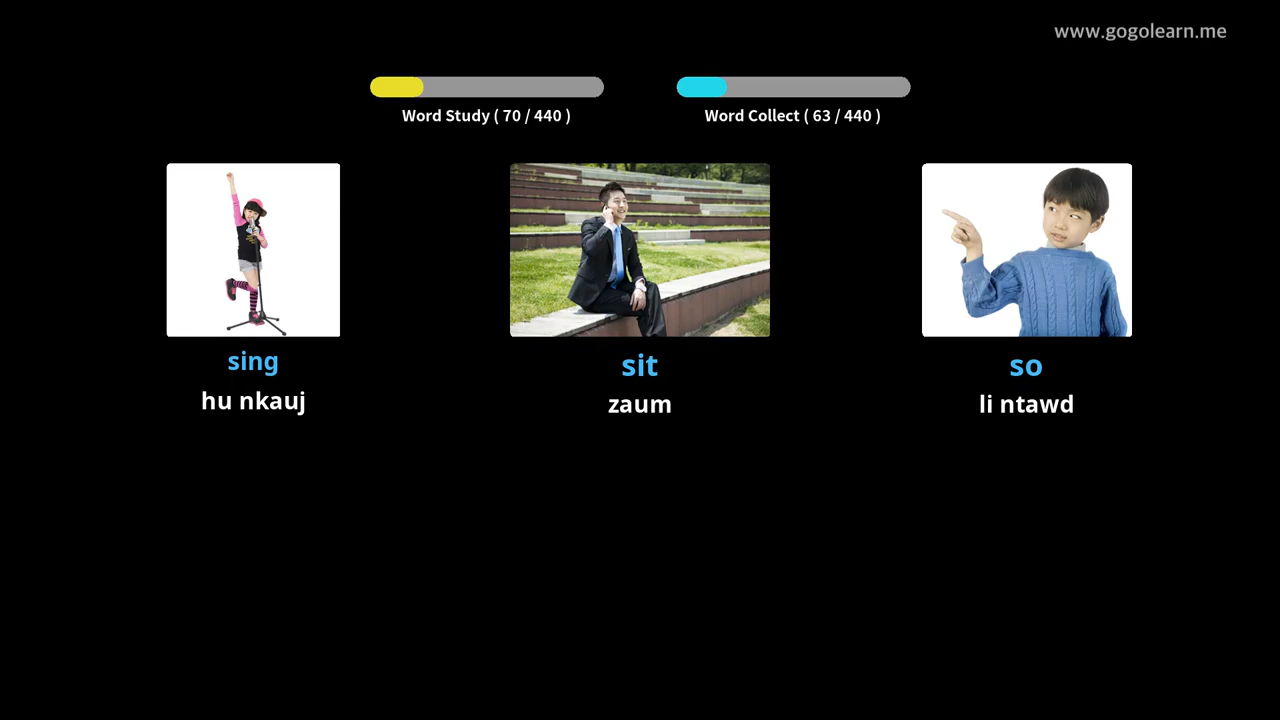 www.gogolearn.me
Word Study ( 70 / 440 )
Word Collect ( 63 / 440 )
sing
hu nkauj
sit
zaum
so
li ntawd